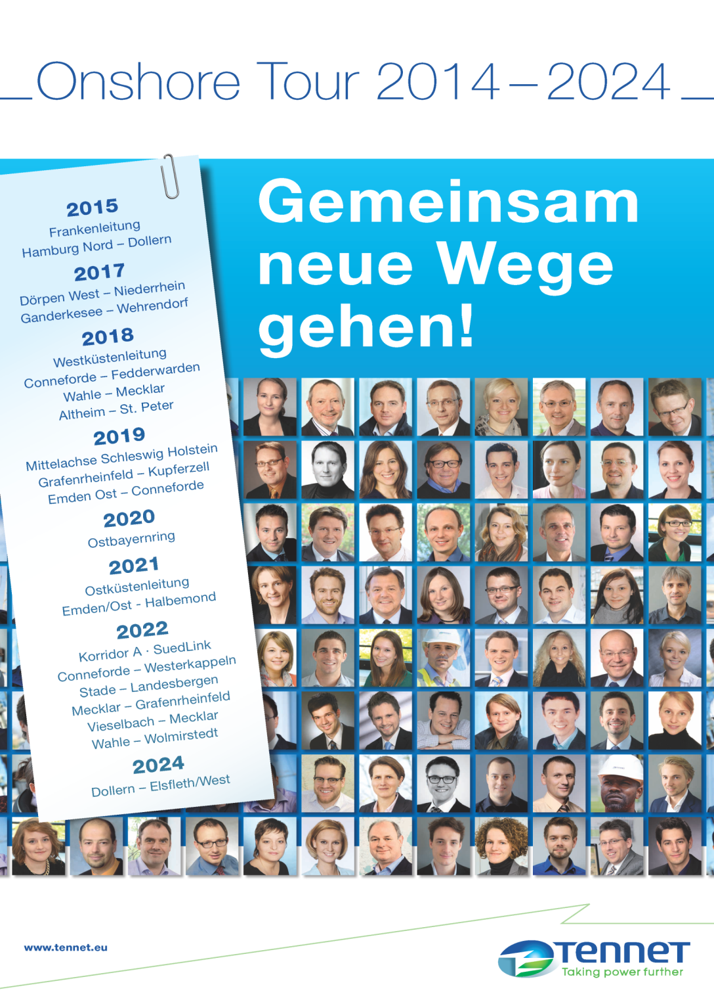 Onshore Tour 2014 – 2024
Gemeinsam
neue Wege
gehen!
2015
Frankenleitung
Hamburg Nord – Dollern
2017
Dörpen West – Niederrhein
Ganderkesee – Wehrendorf
2018
Westküstenleitung
Conneforde – Fedderwarden
Wahle – Mecklar
Altheim – St. Peter
2019
Mittelachse Schleswig Holstein
Grafenrheinfeld – Kupferzell
Emden Ost – Conneforde
2020
Ostbayernring
2021
Ostküstenleitung
Emden/Ost - Halbemond
2022
Korridor A · SuedLink
Conneforde – Westerkappeln
Stade – Landesbergen
Mecklar – Grafenrheinfeld
Vieselbach – Mecklar
Wahle – Wolmirstedt
2024
Dollern – Elsfleth/West
www.tennet.eu
TenneT
Taking power further